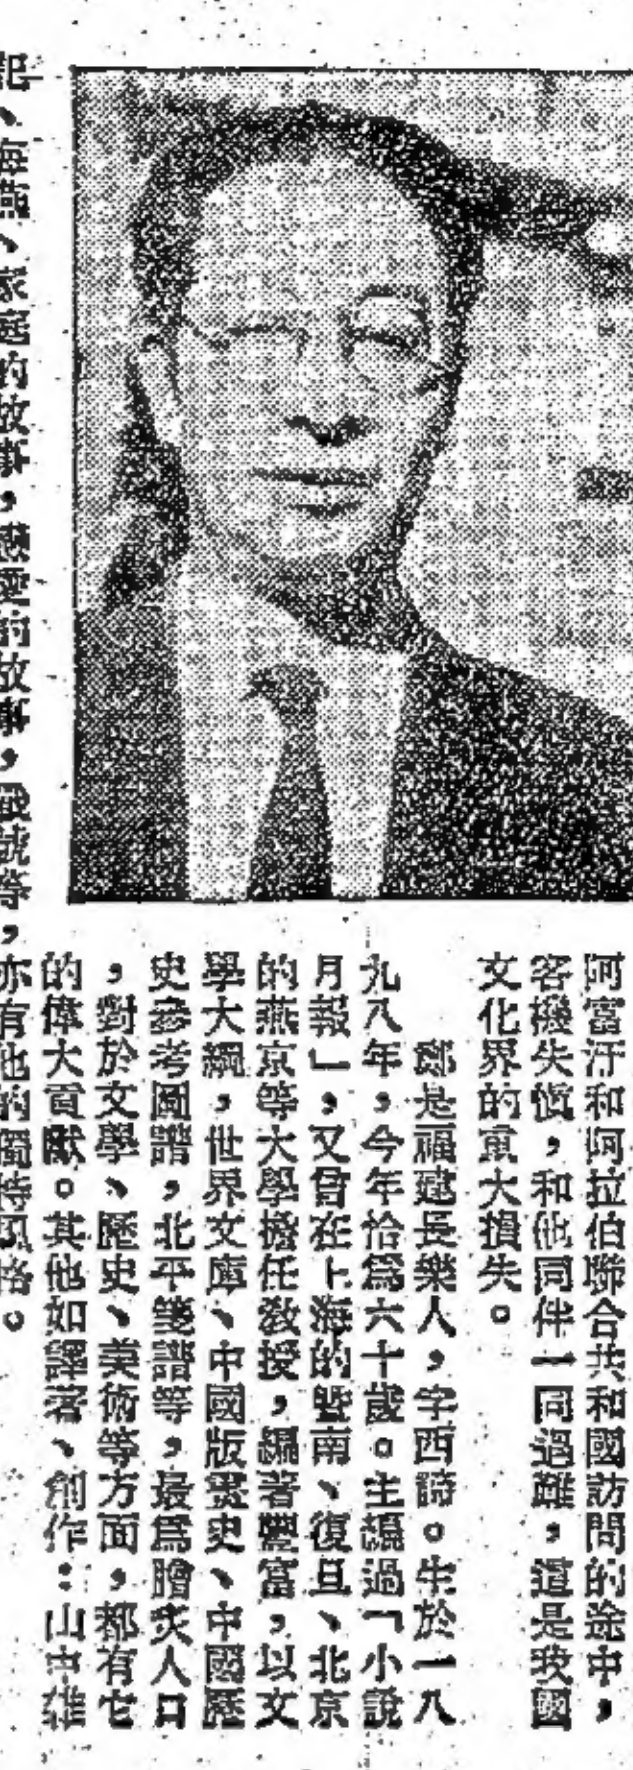 阿富汗和阿拉伯聯合共和國訪問的途中，
客機失慎，和他同伴一同遇難，這是我國
文化界的重大損失。
鄭是福建長樂人，字西諦。生於一八
九八年，今年恰爲六十歲。主編過「小說
月報」，又曾在上海的暨南、復旦、北京
的燕京等大學擔任敎授，編著豐富，以文
學大綱，世界文庫、中國版畫史、中國歷
史參考圖譜，北平箋譜等，最爲膾炙人口
，對於文學、歷史、美術等方面，都有它
的偉大貢獻。其他如譯著、創作：山中雜
記、海燕、家庭的故事，戀愛的故事，戰號等，亦有他的獨特風格。